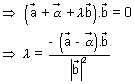 ⇒ (a⃗ + α⃗ + λb⃗).b⃗ = 0
⇒ λ = -(a⃗ - α⃗).b⃗ / |b⃗|²